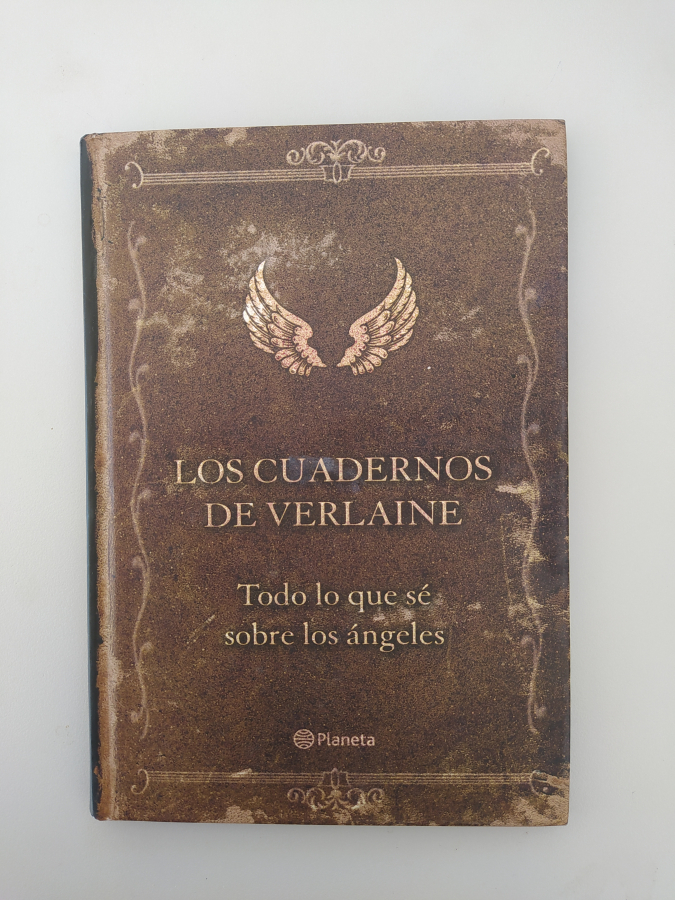 LOS CUADERNOS
DE VERLAINE
Todo lo que sé
sobre los ángeles
Planeta